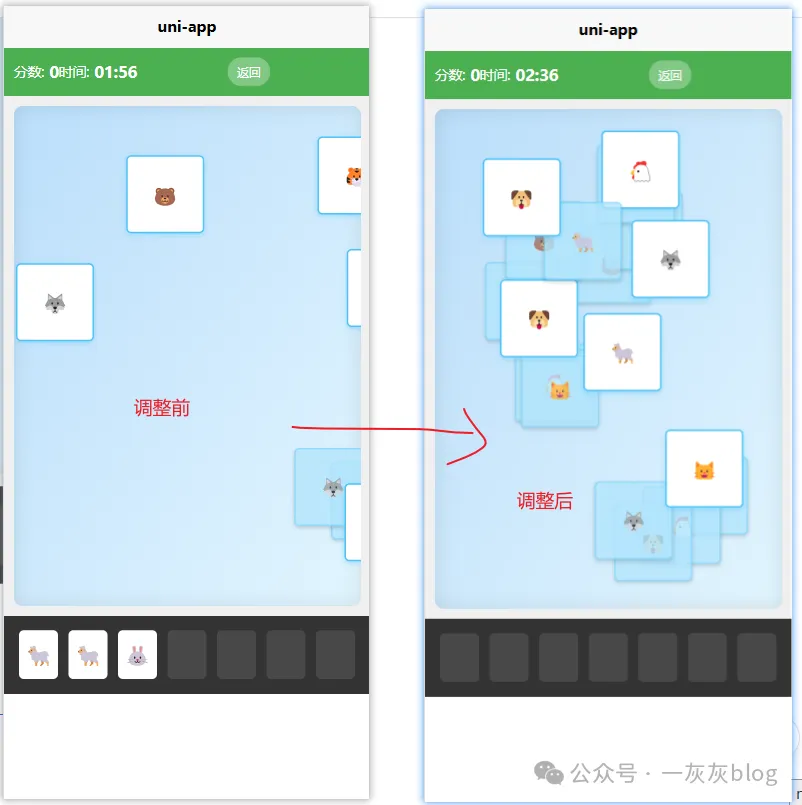 uni-app
分数: 0时间: 01:56
返回
调整前
uni-app
分数: 0时间: 02:36
返回
调整后
公众号 · 一灰灰blog